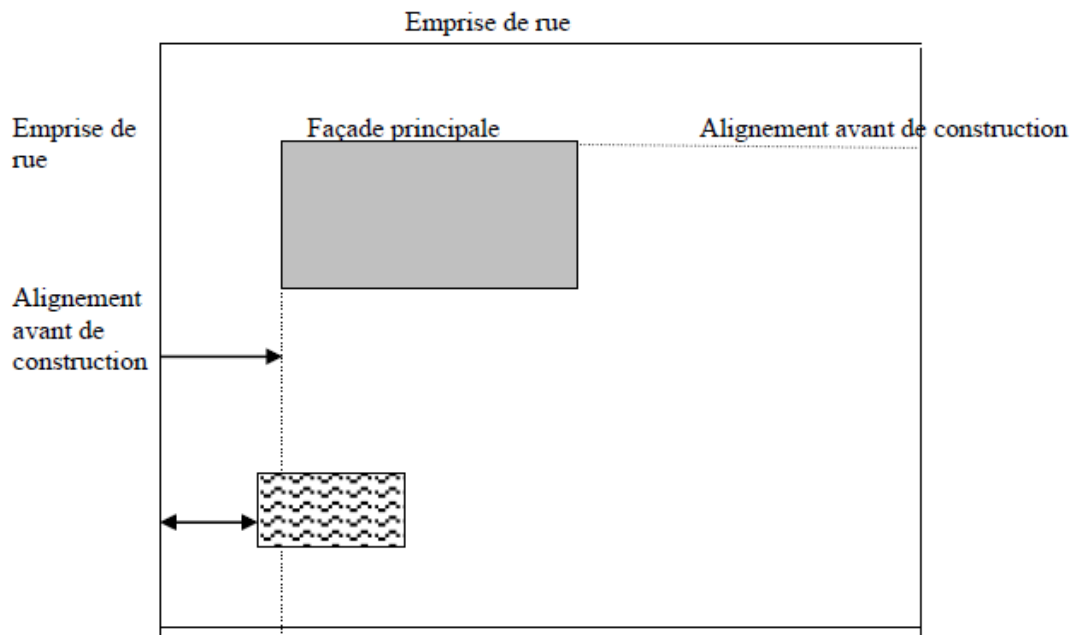 Emprise de rue
Emprise de
rue
Façade principale
Alignement avant de construction
Alignement
avant de
construction